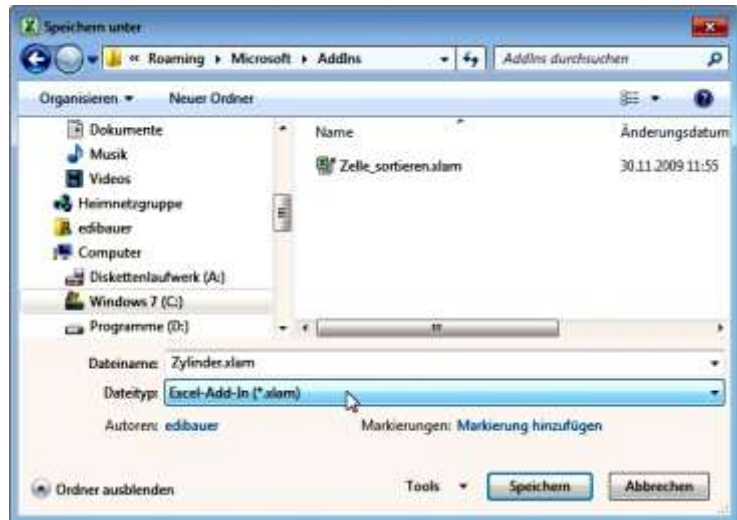 Speichern unter
« Roaming ▸ Microsoft ▸ AddIns
AddIns durchsuchen
Organisieren
Neuer Ordner
Dokumente
Musik
Videos
Heimnetzgruppe
edibauer
Computer
Diskettenlaufwerk (A:)
Windows 7 (C:)
Programme (D:)
Name
Änderungsdatum
Zelle_sortieren.xlam
30.11.2009 11:55
Dateiname: Zylinder.xlam
Dateityp: Excel-Add-In (*.xlam)
Autoren: edibauer
Markierungen: Markierung hinzufügen
Ordner ausblenden
Tools
Speichern
Abbrechen